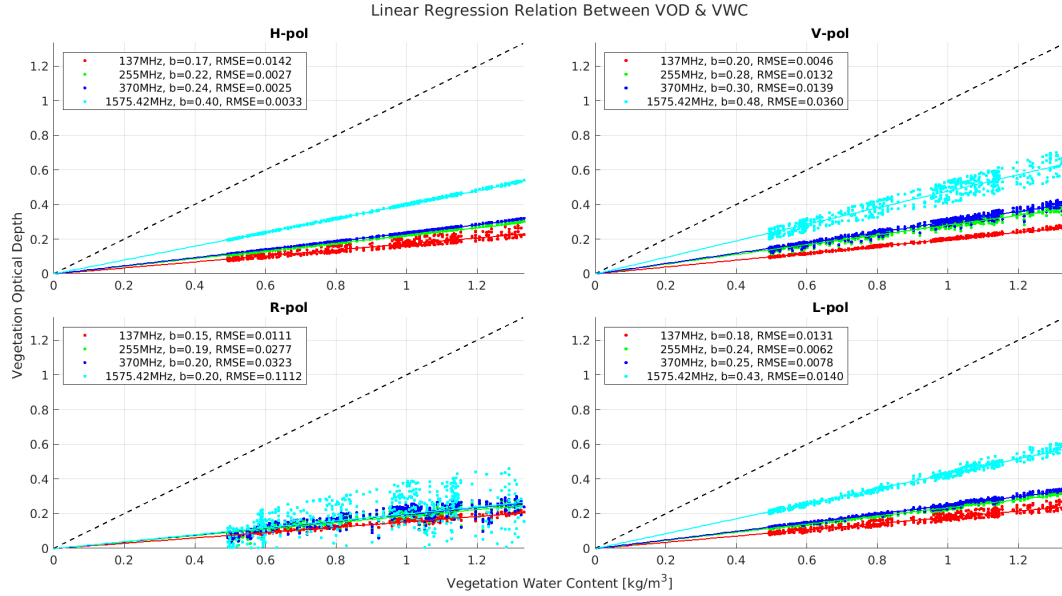 Linear Regression Relation Between VOD & VWC
H-pol
137MHz, b=0.17, RMSE=0.0142
255MHz, b=0.22, RMSE=0.0027
370MHz, b=0.24, RMSE=0.0025
1575.42MHz, b=0.40, RMSE=0.0033
1.2
1
0.8
0.6
0.4
0.2
0
0 0.2 0.4 0.6 0.8 1 1.2
V-pol
137MHz, b=0.20, RMSE=0.0046
255MHz, b=0.28, RMSE=0.0132
370MHz, b=0.30, RMSE=0.0139
1575.42MHz, b=0.48, RMSE=0.0360
1.2
1
0.8
0.6
0.4
0.2
0
0 0.2 0.4 0.6 0.8 1 1.2
R-pol
137MHz, b=0.15, RMSE=0.0111
255MHz, b=0.19, RMSE=0.0277
370MHz, b=0.20, RMSE=0.0323
1575.42MHz, b=0.20, RMSE=0.1112
1.2
1
0.8
0.6
0.4
0.2
0
0 0.2 0.4 0.6 0.8 1 1.2
L-pol
137MHz, b=0.18, RMSE=0.0131
255MHz, b=0.24, RMSE=0.0062
370MHz, b=0.25, RMSE=0.0078
1575.42MHz, b=0.43, RMSE=0.0140
1.2
1
0.8
0.6
0.4
0.2
0
0 0.2 0.4 0.6 0.8 1 1.2
Vegetation Optical Depth
Vegetation Water Content [kg/m³]